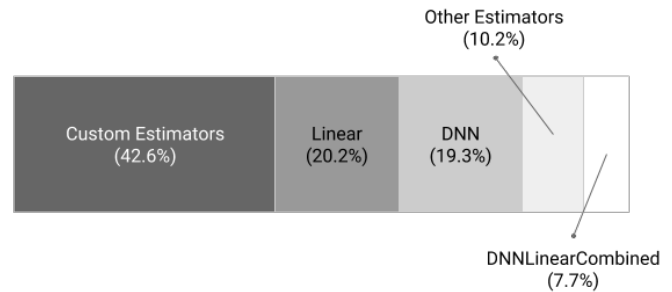 Other Estimators
(10.2%)
Custom Estimators
(42.6%)
Linear
(20.2%)
DNN
(19.3%)
DNNLinearCombined
(7.7%)